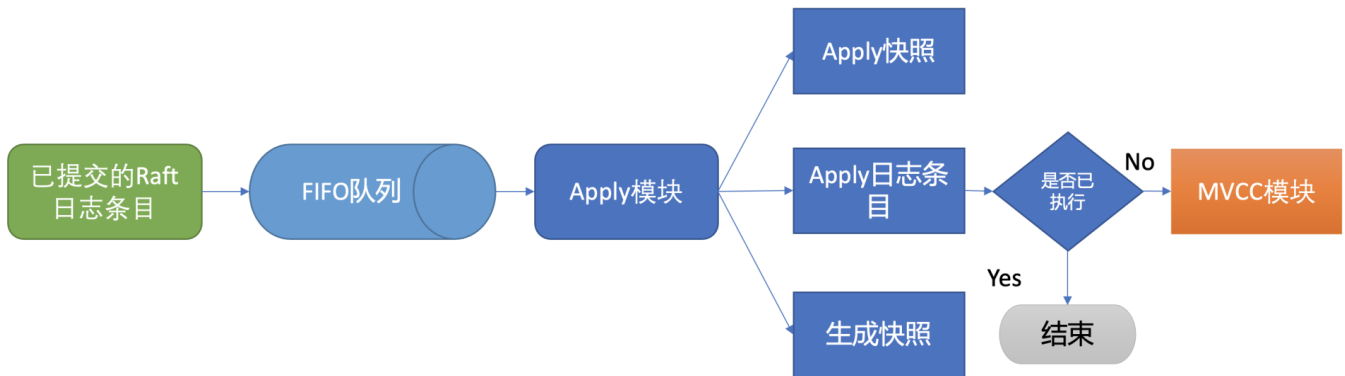 已提交的Raft
日志条目
FIFO队列
Apply模块
Apply快照
Apply日志条
目
生成快照
是否已
执行
No
MVCC模块
Yes
结束